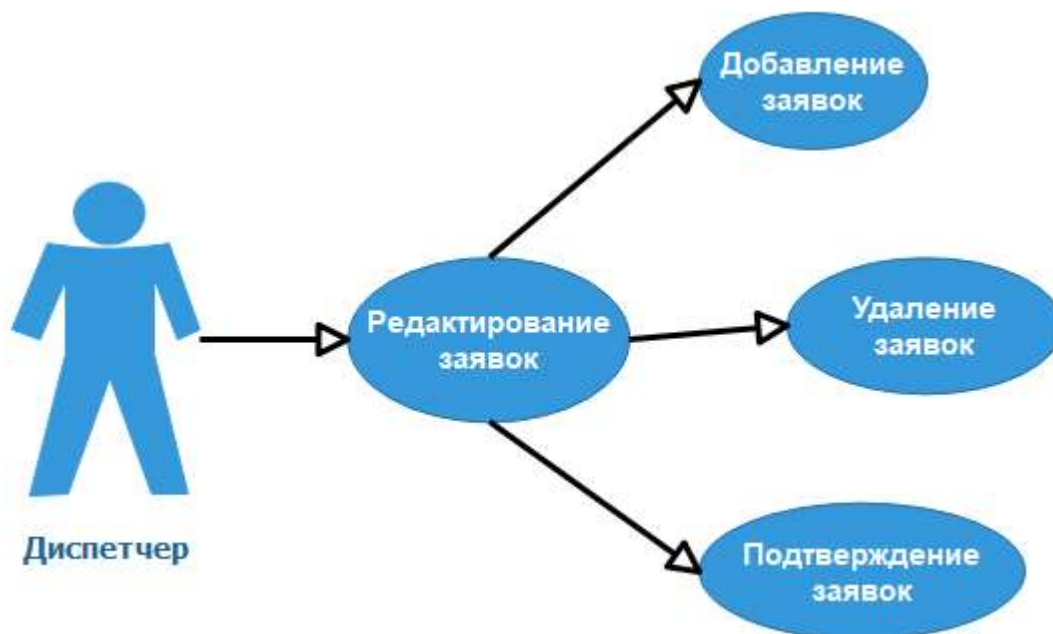 Добавление
заявок
Редактирование
заявок
Удаление
заявок
Диспетчер
Подтверждение
заявок